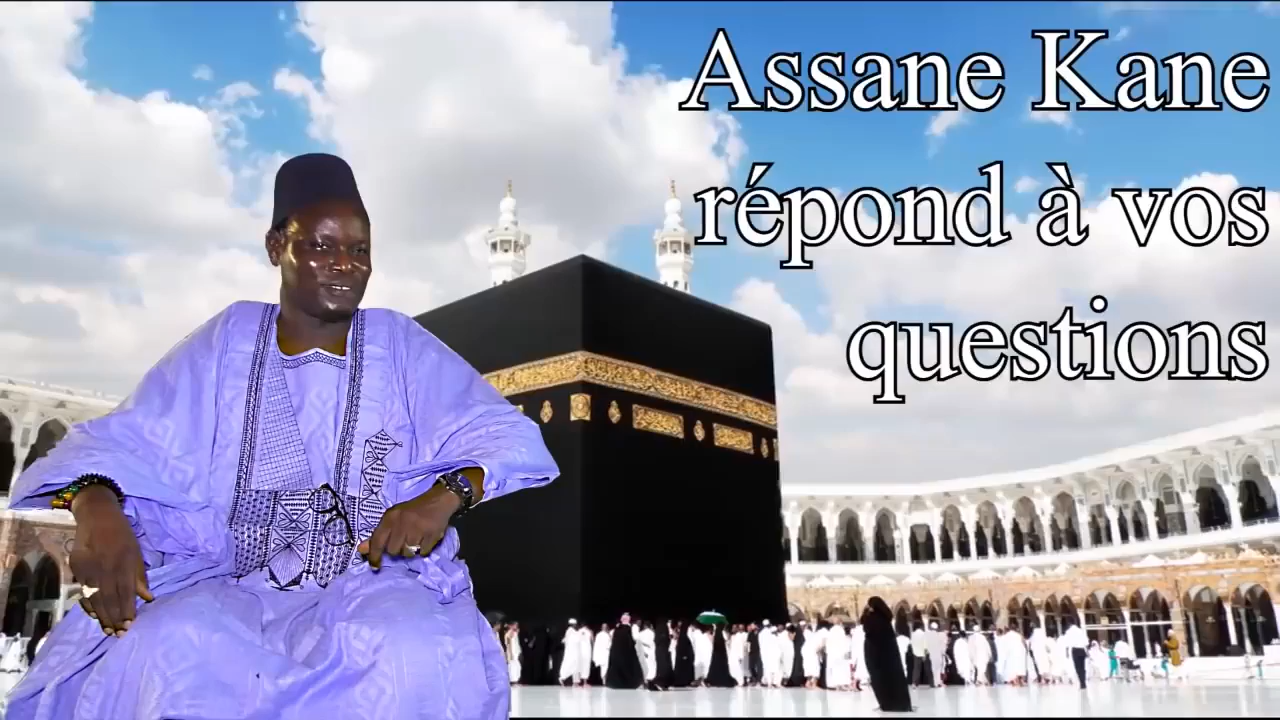 Assane Kane
répond à vos
questions